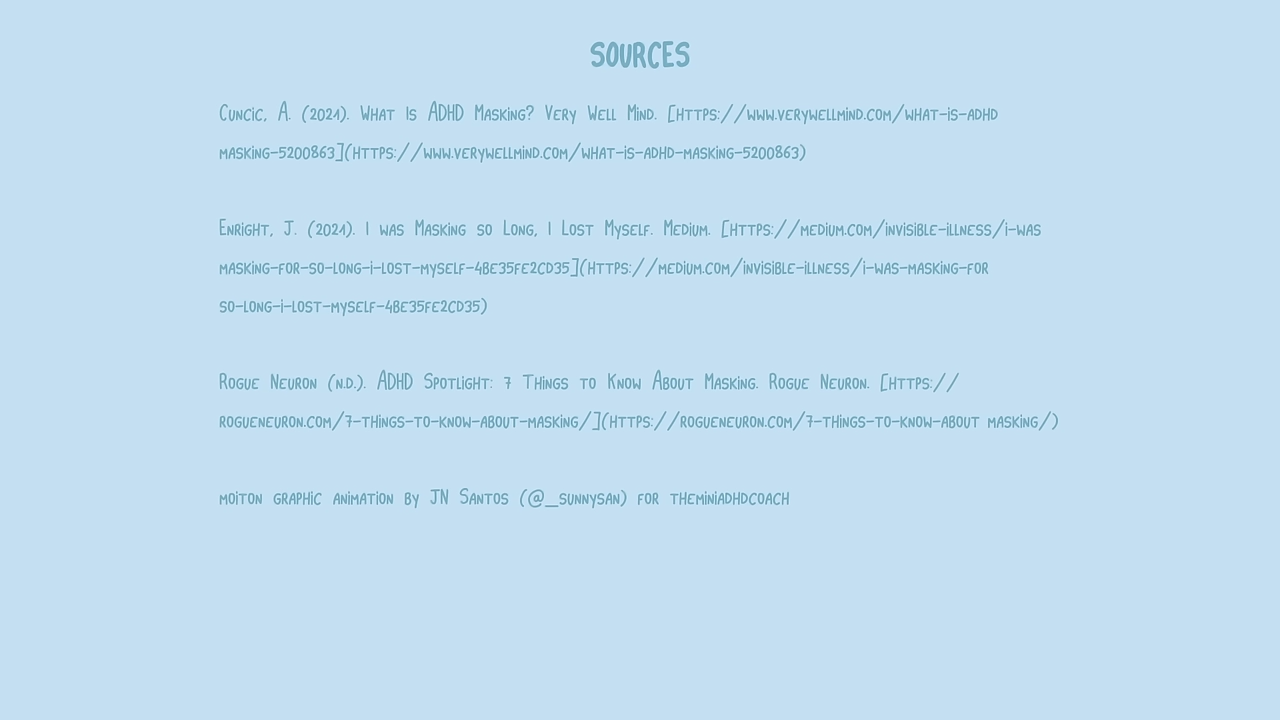 SOURCES
Cuncic, A. (2021). What Is ADHD Masking? Very Well Mind. [https://www.verywellmind.com/what-is-adhd
masking-5200863](https://www.verywellmind.com/what-is-adhd-masking-5200863)
Enright, J. (2021). I was Masking so Long, I Lost Myself. Medium. [https://medium.com/invisible-illness/i-was
masking-for-so-long-i-lost-myself-4be35fe2cd35](https://medium.com/invisible-illness/i-was-masking-for
so-long-i-lost-myself-4be35fe2cd35)
Rogue Neuron (n.d.). ADHD Spotlight: 7 Things to Know About Masking. Rogue Neuron. [https://
rogueneuron.com/7-things-to-know-about-masking/](https://rogueneuron.com/7-things-to-know-about masking/)
moiton graphic animation by JN Santos (@_sunnysan) for theminiadhdcoach